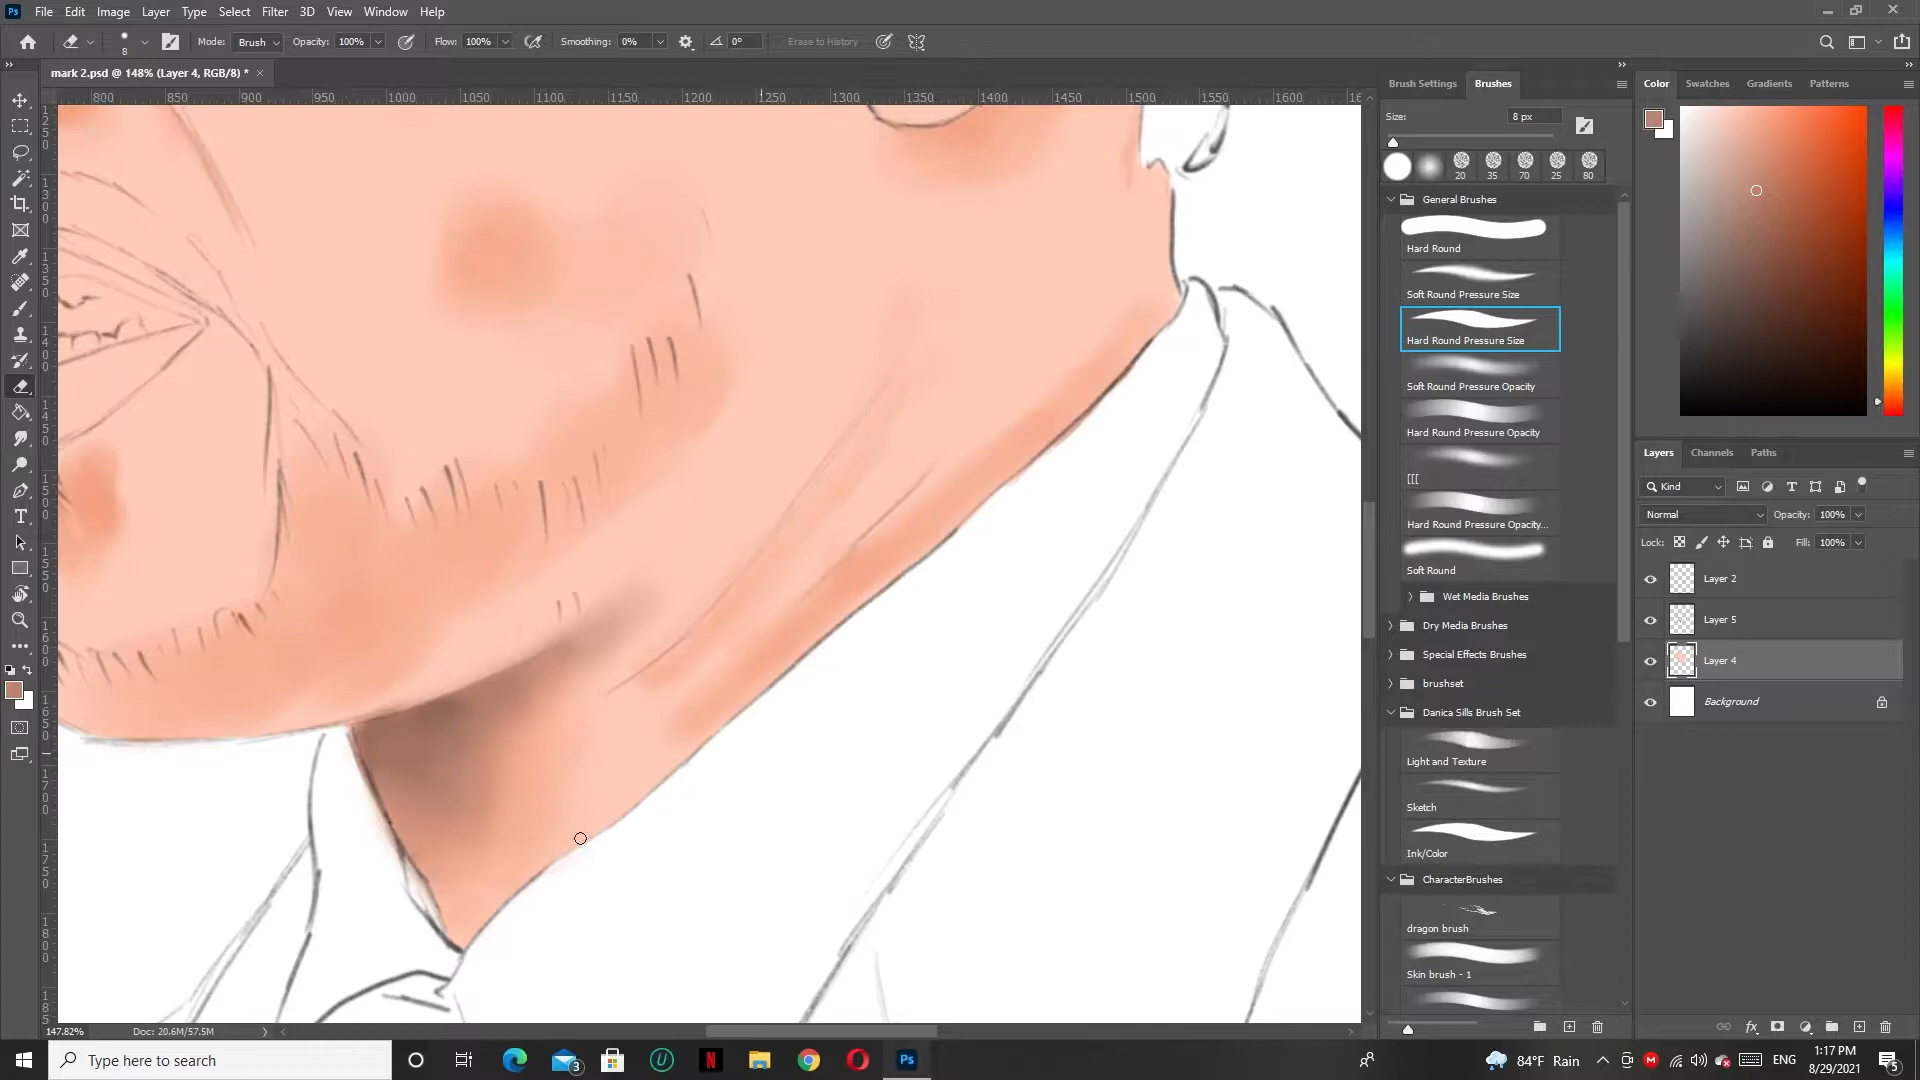 Ps File Edit Image Layer Type Select Filter 3D View Window Help
8 Mode: Brush Opacity: 100% Flow: 100% Smoothing: 0% 0° Erase to History
mark 2.psd @ 148% (Layer 4, RGB/8) *
800 850 900 950 1000 1050 1100 1150 1200 1250 1300 1350 1400 1450 1500 1550 1600
Brush Settings Brushes
Size: 8 px
20 35 70 25 80
General Brushes
Hard Round
Soft Round Pressure Size
Hard Round Pressure Size
Soft Round Pressure Opacity
Hard Round Pressure Opacity
[[[
Hard Round Pressure Opacity...
Soft Round
Wet Media Brushes
Dry Media Brushes
Special Effects Brushes
brushset
Danica Sills Brush Set
Light and Texture
Sketch
Ink/Color
CharacterBrushes
dragon brush
Skin brush - 1
Color Swatches Gradients Patterns
Layers Channels Paths
Kind
Normal Opacity: 100%
Lock: Fill: 100%
Layer 2
Layer 5
Layer 4
Background
147.82% Doc: 20.6M/57.5M
Type here to search
3
Ps
84°F Rain
ENG
1:17 PM
8/29/2021
5